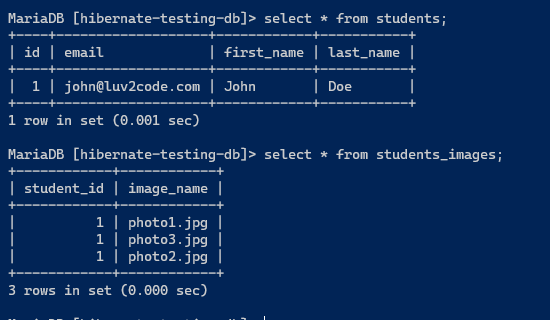 MariaDB [hibernate-testing-db]> select * from students;
+----+-------------------+------------+-----------+
| id | email             | first_name | last_name |
+----+-------------------+------------+-----------+
|  1 | john@luv2code.com | John       | Doe       |
+----+-------------------+------------+-----------+
1 row in set (0.001 sec)
MariaDB [hibernate-testing-db]> select * from students_images;
+------------+------------+
| student_id | image_name |
+------------+------------+
|          1 | photo1.jpg |
|          1 | photo3.jpg |
|          1 | photo2.jpg |
+------------+------------+
3 rows in set (0.000 sec)